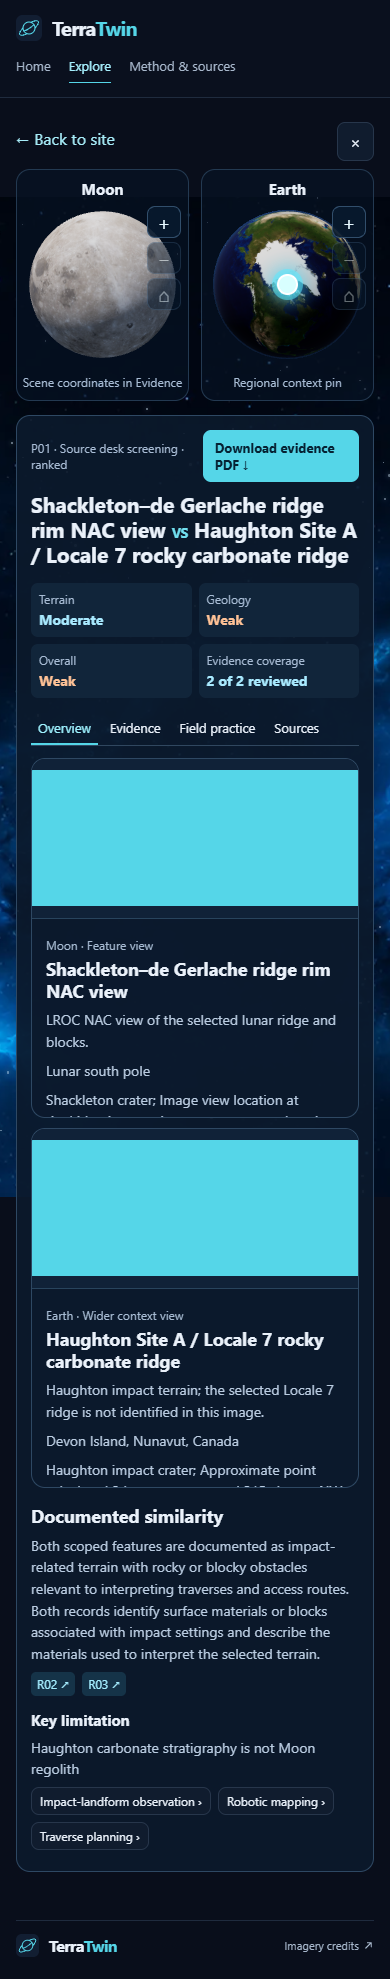 TerraTwin
Home Explore Method & sources
← Back to site ×
Moon
+
−
⌂
Scene coordinates in Evidence
Earth
+
−
⌂
Regional context pin
P01 · Source desk screening ·
ranked
Download evidence
PDF ↓
Shackleton–de Gerlache ridge
rim NAC view vs Haughton Site A
/ Locale 7 rocky carbonate ridge
Terrain
Moderate
Geology
Weak
Overall
Weak
Evidence coverage
2 of 2 reviewed
Overview Evidence Field practice Sources
Moon · Feature view
Shackleton–de Gerlache ridge rim
NAC view
LROC NAC view of the selected lunar ridge and
blocks.
Lunar south pole
Shackleton crater; Image view location at
Earth · Wider context view
Haughton Site A / Locale 7 rocky
carbonate ridge
Haughton impact terrain; the selected Locale 7
ridge is not identified in this image.
Devon Island, Nunavut, Canada
Haughton impact crater; Approximate point
Documented similarity
Both scoped features are documented as impact-
related terrain with rocky or blocky obstacles
relevant to interpreting traverses and access routes.
Both records identify surface materials or blocks
associated with impact settings and describe the
materials used to interpret the selected terrain.
R02 ↗ R03 ↗
Key limitation
Haughton carbonate stratigraphy is not Moon
regolith
Impact-landform observation › Robotic mapping ›
Traverse planning ›
TerraTwin
Imagery credits ↗